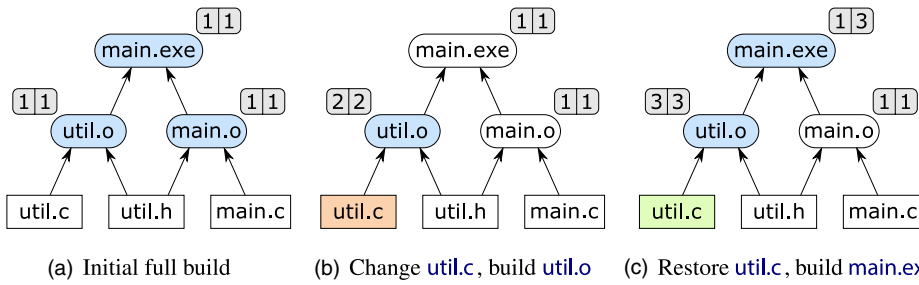 1 1
main.exe
1 1
1 1
util.o
main.o
util.c
util.h
main.c
(a) Initial full build
1 1
main.exe
2 2
1 1
util.o
main.o
util.c
util.h
main.c
(b) Change util.c, build util.o
1 3
main.exe
3 3
1 1
util.o
main.o
util.c
util.h
main.c
(c) Restore util.c, build main.ex